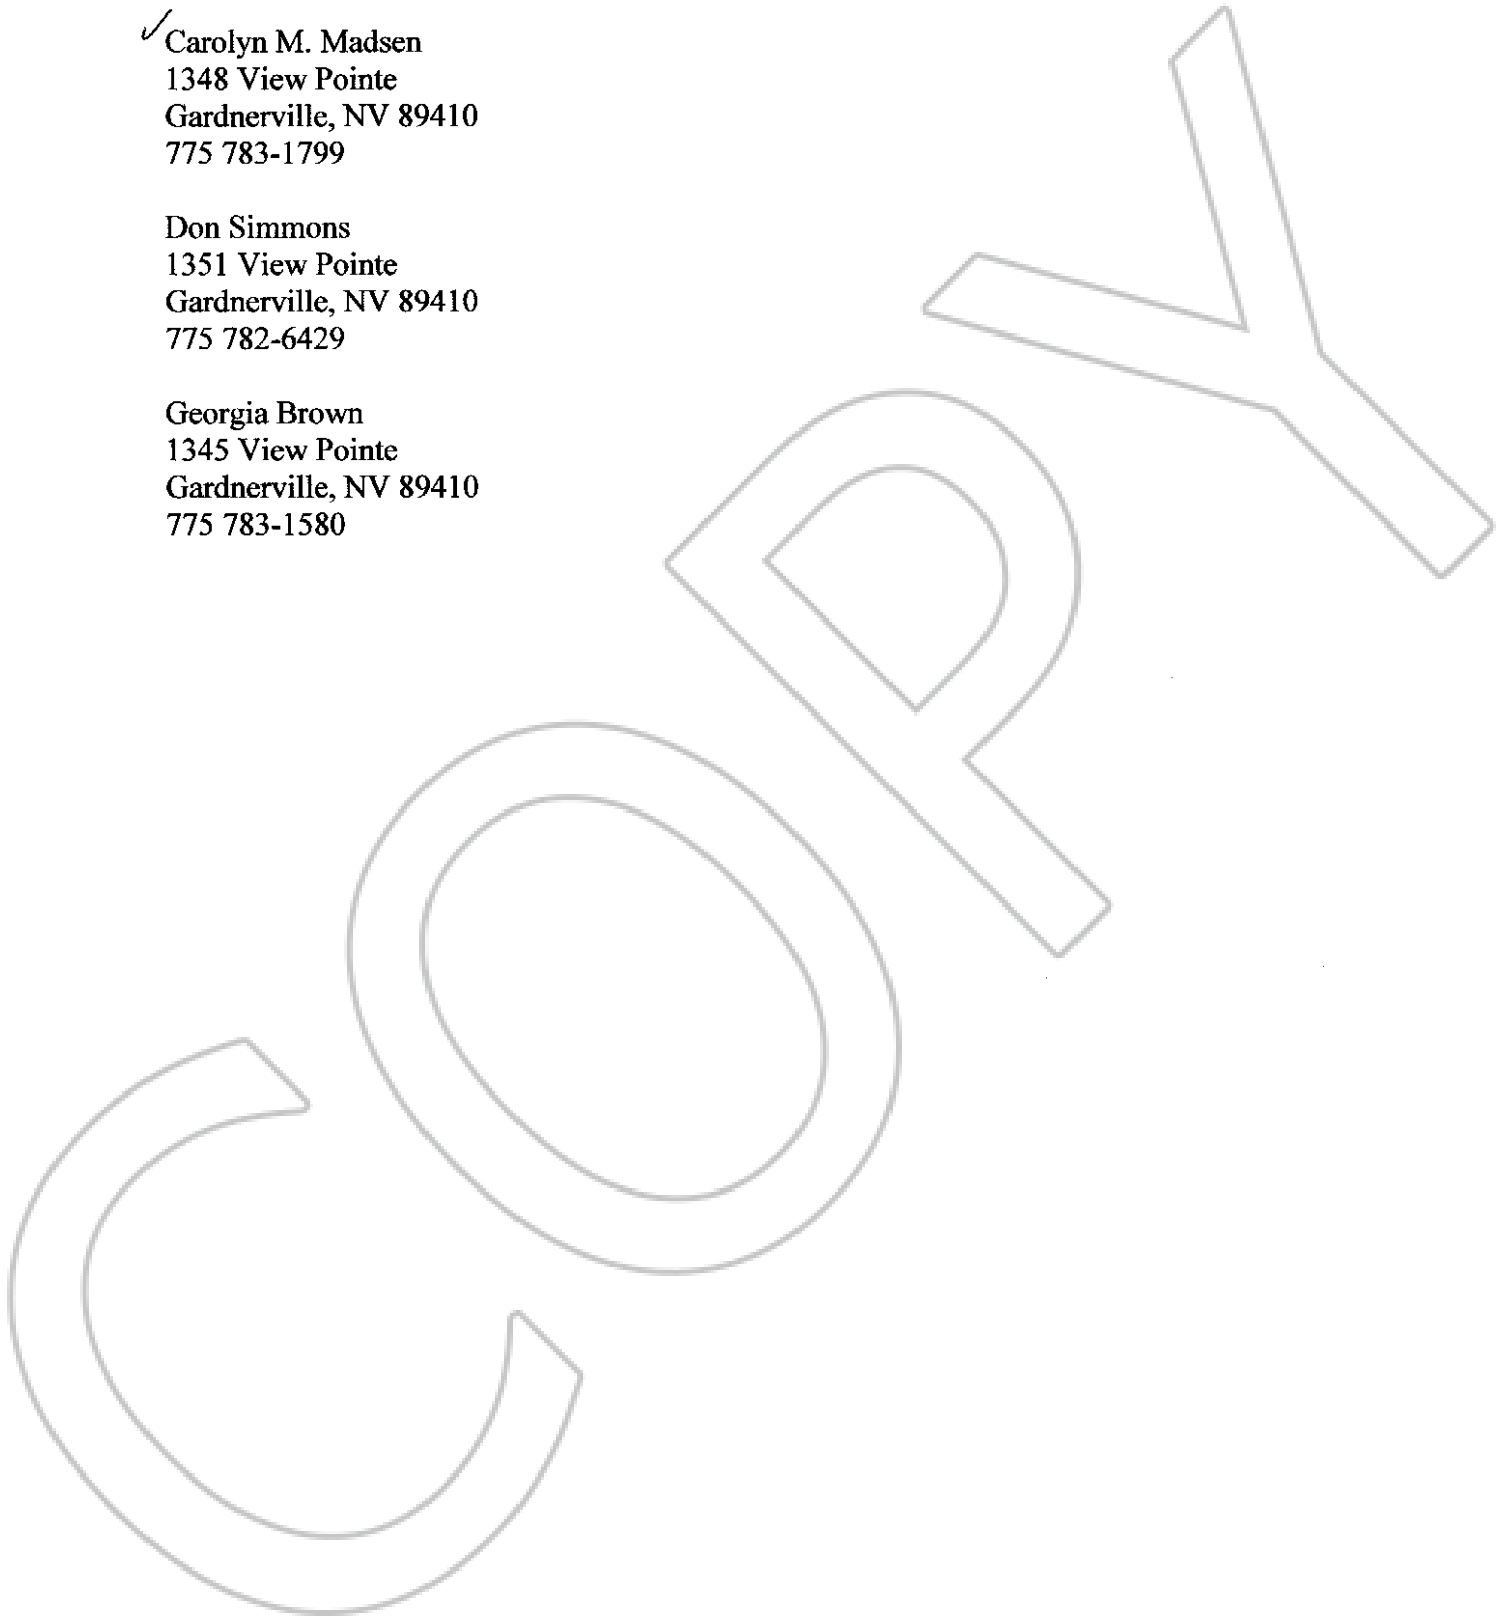 Carolyn M. Madsen
1348 View Pointe
Gardnerville, NV 89410
775 783-1799
Don Simmons
1351 View Pointe
Gardnerville, NV 89410
775 782-6429
Georgia Brown
1345 View Pointe
Gardnerville, NV 89410
775 783-1580
COPY